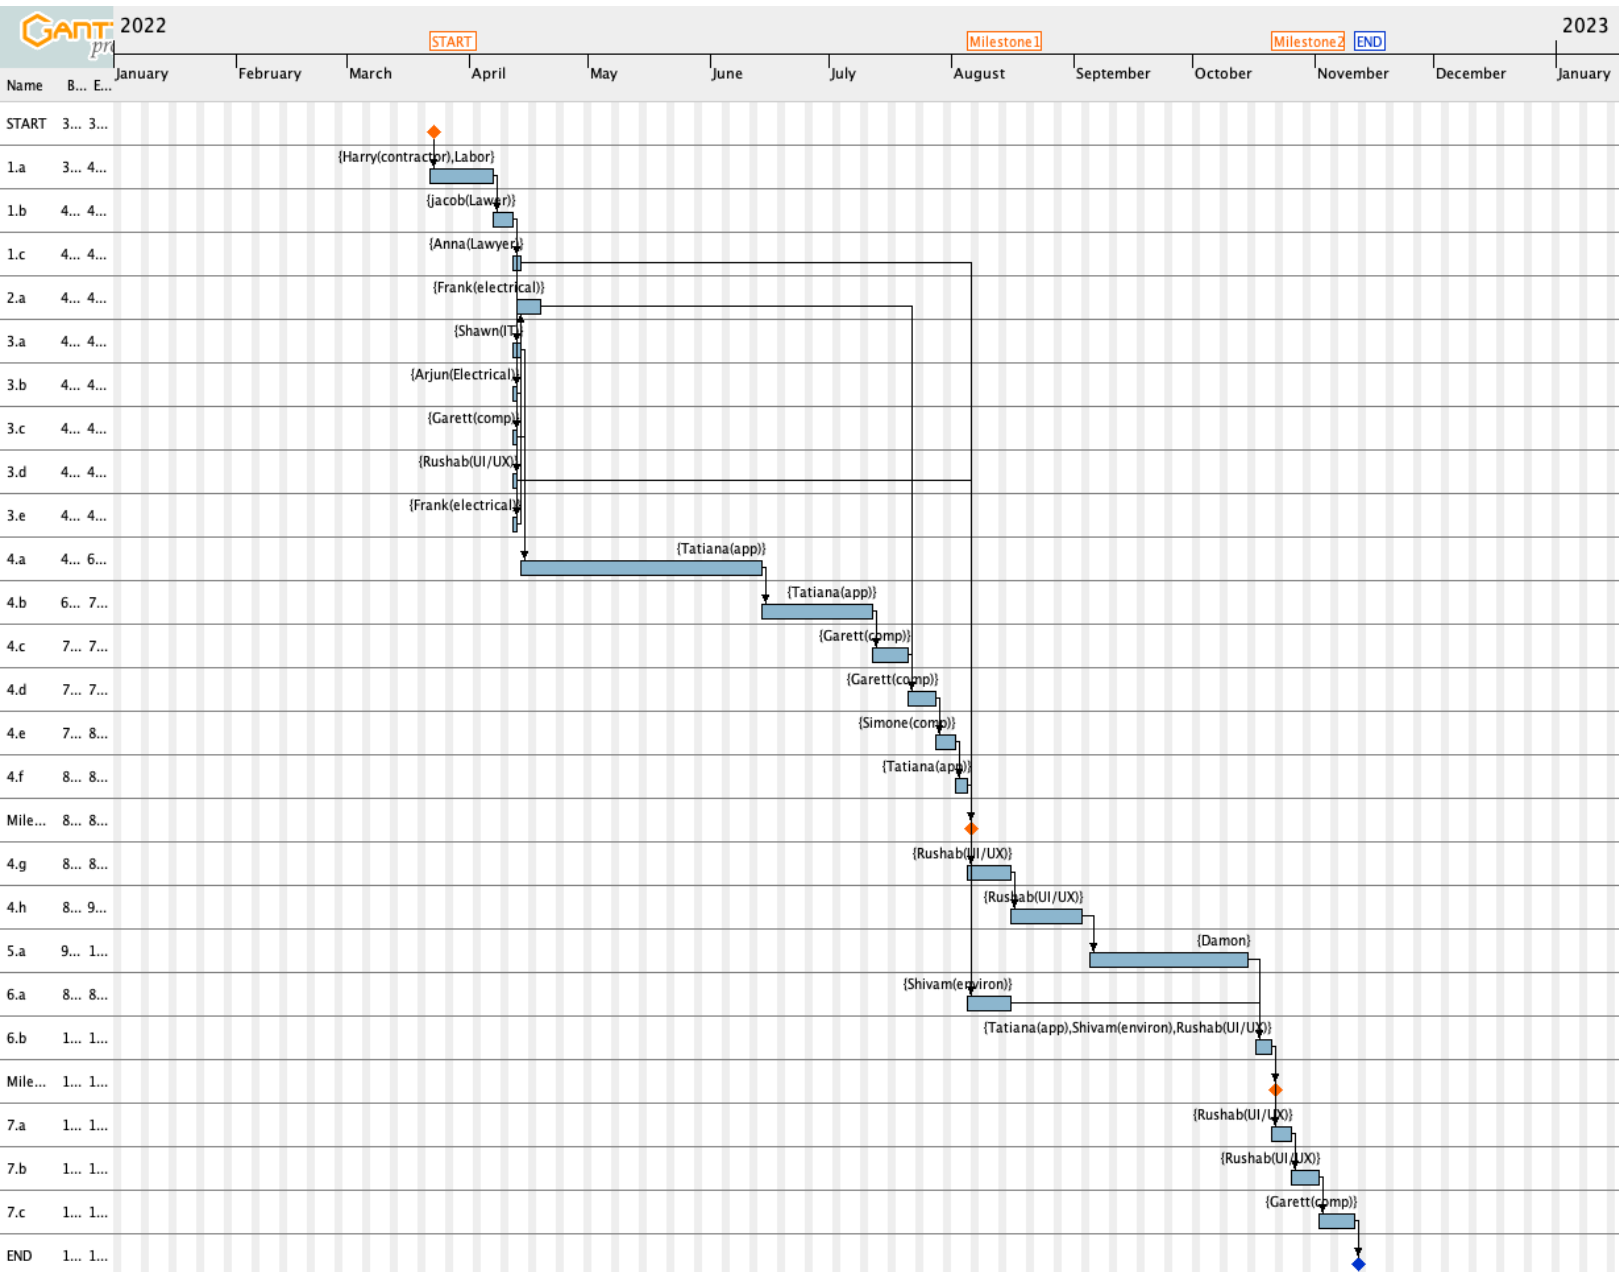 GANT
pro
2022
2023
START
Milestone1
Milestone2
END
January
February
March
April
May
June
July
August
September
October
November
December
January
Name B... E...
START 3... 3...
{Harry(contractor),Labor}
1.a 3... 4...
{jacob(Lawer)}
1.b 4... 4...
{Anna(Lawyer)}
1.c 4... 4...
{Frank(electrical)}
2.a 4... 4...
{Shawn(IT)}
3.a 4... 4...
{Arjun(Electrical)}
3.b 4... 4...
{Garett(comp)}
3.c 4... 4...
{Rushab(UI/UX)}
3.d 4... 4...
{Frank(electrical)}
3.e 4... 4...
{Tatiana(app)}
4.a 4... 6...
{Tatiana(app)}
4.b 6... 7...
{Garett(comp)}
4.c 7... 7...
{Garett(comp)}
4.d 7... 7...
{Simone(comp)}
4.e 7... 8...
{Tatiana(app)}
4.f 8... 8...
Mile... 8... 8...
{Rushab(UI/UX)}
4.g 8... 8...
{Rushab(UI/UX)}
4.h 8... 9...
{Damon}
5.a 9... 1...
{Shivam(environ)}
6.a 8... 8...
{Tatiana(app),Shivam(environ),Rushab(UI/UX)}
6.b 1... 1...
Mile... 1... 1...
{Rushab(UI/UX)}
7.a 1... 1...
{Rushab(UI/UX)}
7.b 1... 1...
{Garett(comp)}
7.c 1... 1...
END 1... 1...